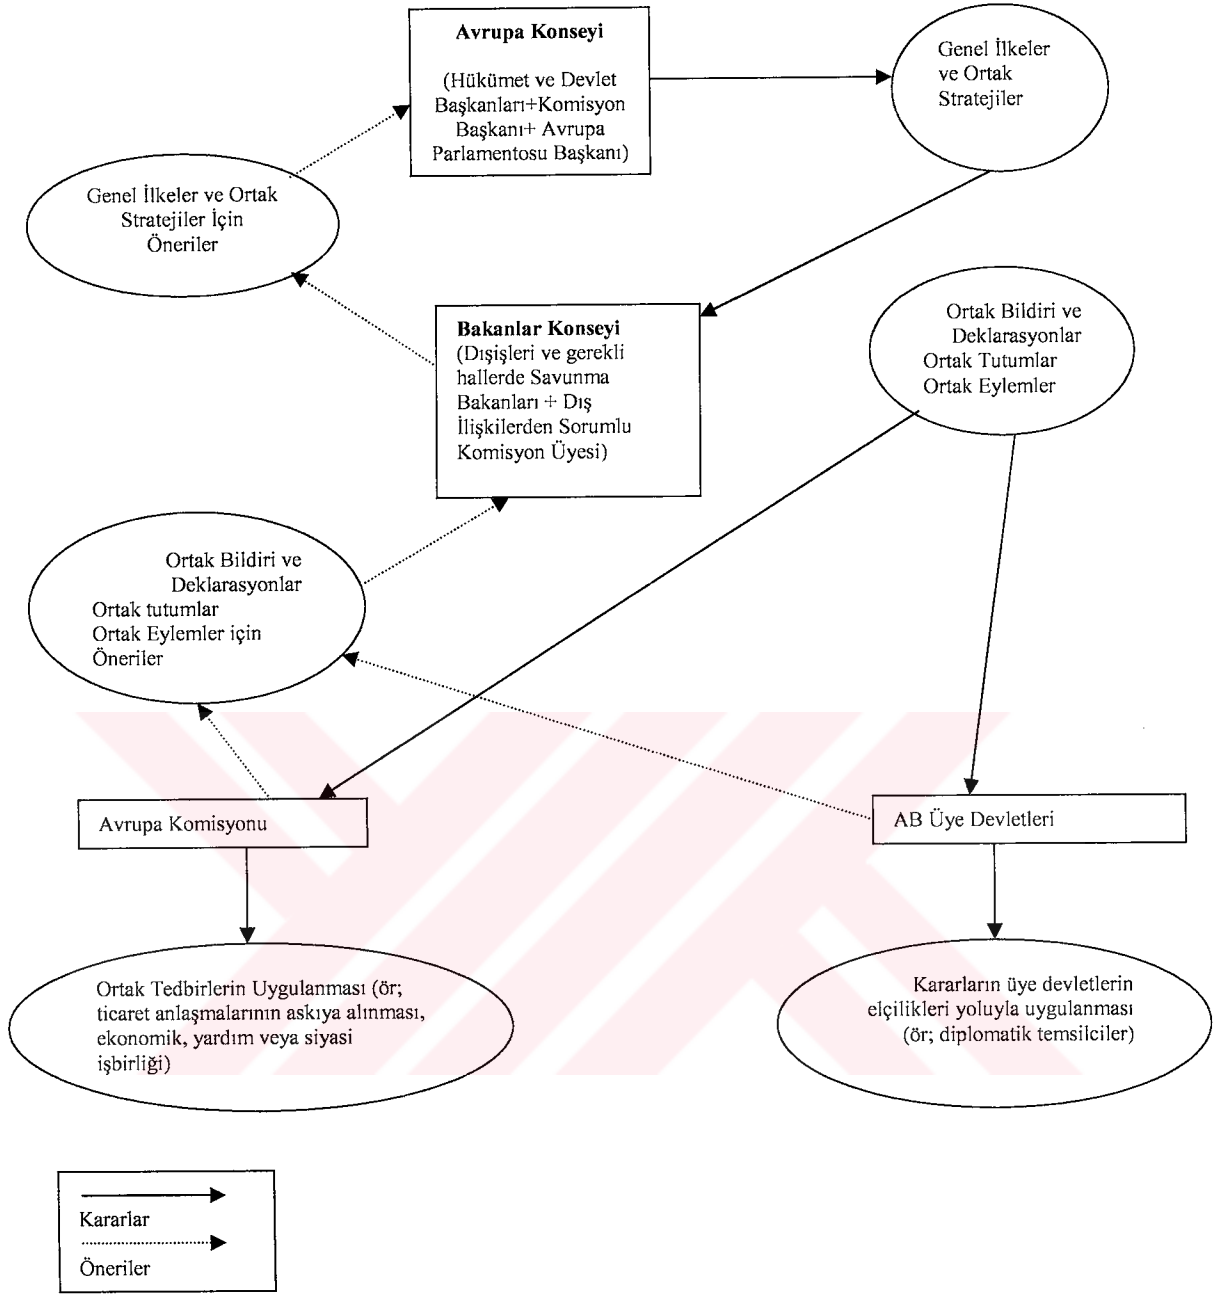 Avrupa Konseyi
(Hükümet ve Devlet
Başkanları+Komisyon
Başkanı+ Avrupa
Parlamentosu Başkanı)
Genel İlkeler
ve Ortak
Stratejiler
Genel İlkeler ve Ortak
Stratejiler İçin
Öneriler
Bakanlar Konseyi
(Dışişleri ve gerekli
hallerde Savunma
Bakanları + Dış
İlişkilerden Sorumlu
Komisyon Üyesi)
Ortak Bildiri ve
Deklarasyonlar
Ortak Tutumlar
Ortak Eylemler
Ortak Bildiri ve
Deklarasyonlar
Ortak tutumlar
Ortak Eylemler için
Öneriler
Avrupa Komisyonu
AB Üye Devletleri
Ortak Tedbirlerin Uygulanması (ör;
ticaret anlaşmalarının askıya alınması,
ekonomik, yardım veya siyasi
işbirliği)
Kararların üye devletlerin
elçilikleri yoluyla uygulanması
(ör; diplomatik temsilciler)
Kararlar
Öneriler